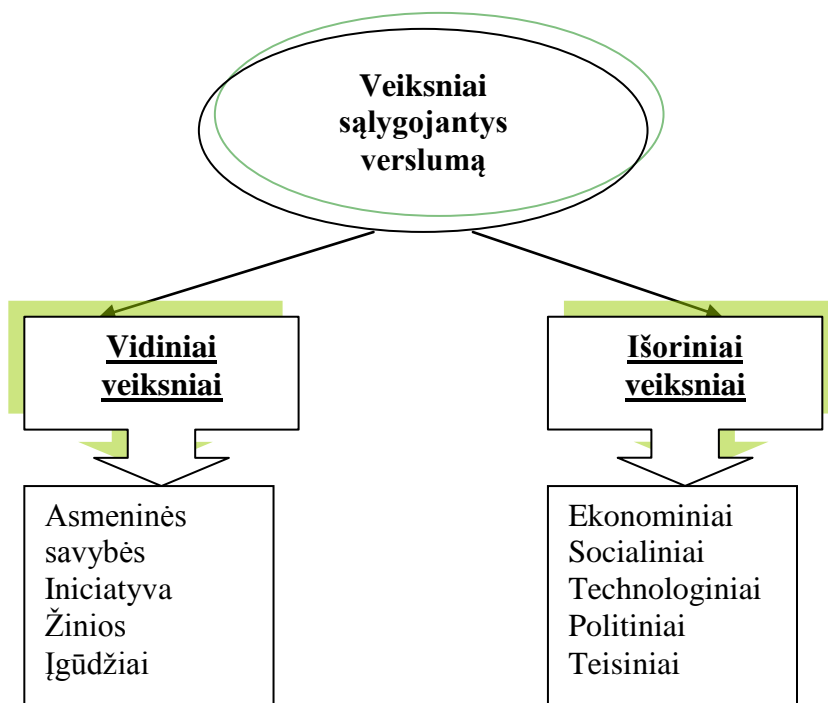 Veiksniai
sąlygojantys
verslumą
Vidiniai
veiksniai
Išoriniai
veiksniai
Asmeninės
savybės
Iniciatyva
Žinios
Įgūdžiai
Ekonominiai
Socialiniai
Technologiniai
Politiniai
Teisiniai